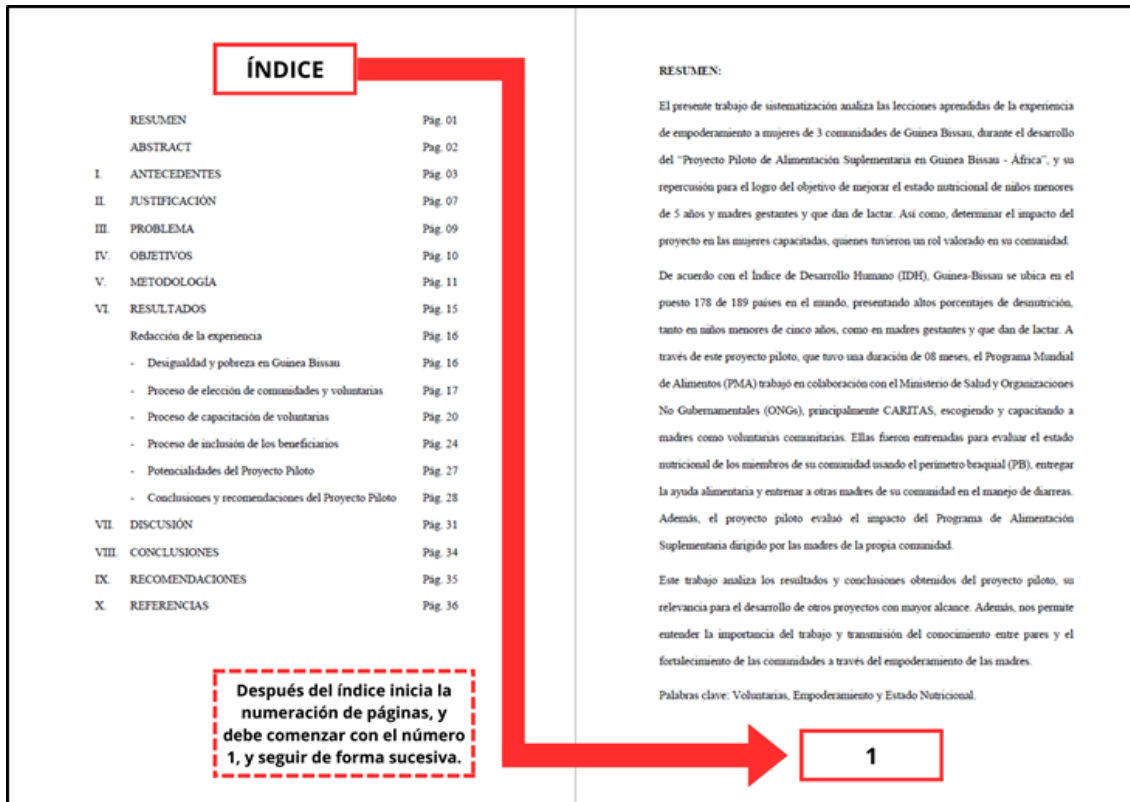 ÍNDICE
RESUMEN Pág. 01
ABSTRACT Pag. 02
I. ANTECEDENTES Pág. 03
II. JUSTIFICACIÓN Pág. 07
III. PROBLEMA Pág. 09
IV. OBJETIVOS Pág. 10
V. METODOLOGÍA Pág. 11
VI. RESULTADOS Pág. 15
Redacción de la experiencia Pág. 16
- Desigualdad y pobreza en Guinea Bissau Pág. 16
- Proceso de elección de comunidades y voluntarias Pág. 17
- Proceso de capacitación de voluntarias Pág. 20
- Proceso de inclusión de los beneficiarios Pág. 24
- Potencialidades del Proyecto Piloto Pág. 27
- Conclusiones y recomendaciones del Proyecto Piloto Pág. 28
VII. DISCUSIÓN Pág. 31
VIII. CONCLUSIONES Pág. 34
IX. RECOMENDACIONES Pág. 35
X. REFERENCIAS Pág. 36
Después del índice inicia la
numeración de páginas, y
debe comenzar con el número
1, y seguir de forma sucesiva.
RESUMEN:
El presente trabajo de sistematización analiza las lecciones aprendidas de la experiencia
de empoderamiento a mujeres de 3 comunidades de Guinea Bissau, durante el desarrollo
del “Proyecto Piloto de Alimentación Suplementaria en Guinea Bissau - África”, y su
repercusión para el logro del objetivo de mejorar el estado nutricional de niños menores
de 5 años y madres gestantes y que dan de lactar. Así como, determinar el impacto del
proyecto en las mujeres capacitadas, quienes tuvieron un rol valorado en su comunidad.
De acuerdo con el Índice de Desarrollo Humano (IDH), Guinea-Bissau se ubica en el
puesto 178 de 189 países en el mundo, presentando altos porcentajes de desnutrición,
tanto en niños menores de cinco años, como en madres gestantes y que dan de lactar. A
través de este proyecto piloto, que tuvo una duración de 08 meses, el Programa Mundial
de Alimentos (PMA) trabajó en colaboración con el Ministerio de Salud y Organizaciones
No Gubernamentales (ONGs), principalmente CARITAS, escogiendo y capacitando a
madres como voluntarias comunitarias. Ellas fueron entrenadas para evaluar el estado
nutricional de los miembros de su comunidad usando el perímetro braquial (PB), entregar
la ayuda alimentaria y entrenar a otras madres de su comunidad en el manejo de diarreas.
Además, el proyecto piloto evaluó el impacto del Programa de Alimentación
Suplementaria dirigido por las madres de la propia comunidad.
Este trabajo analiza los resultados y conclusiones obtenidos del proyecto piloto, su
relevancia para el desarrollo de otros proyectos con mayor alcance. Además, nos permite
entender la importancia del trabajo y transmisión del conocimiento entre pares y el
fortalecimiento de las comunidades a través del empoderamiento de las madres.
Palabras clave: Voluntarias, Empoderamiento y Estado Nutricional.
1